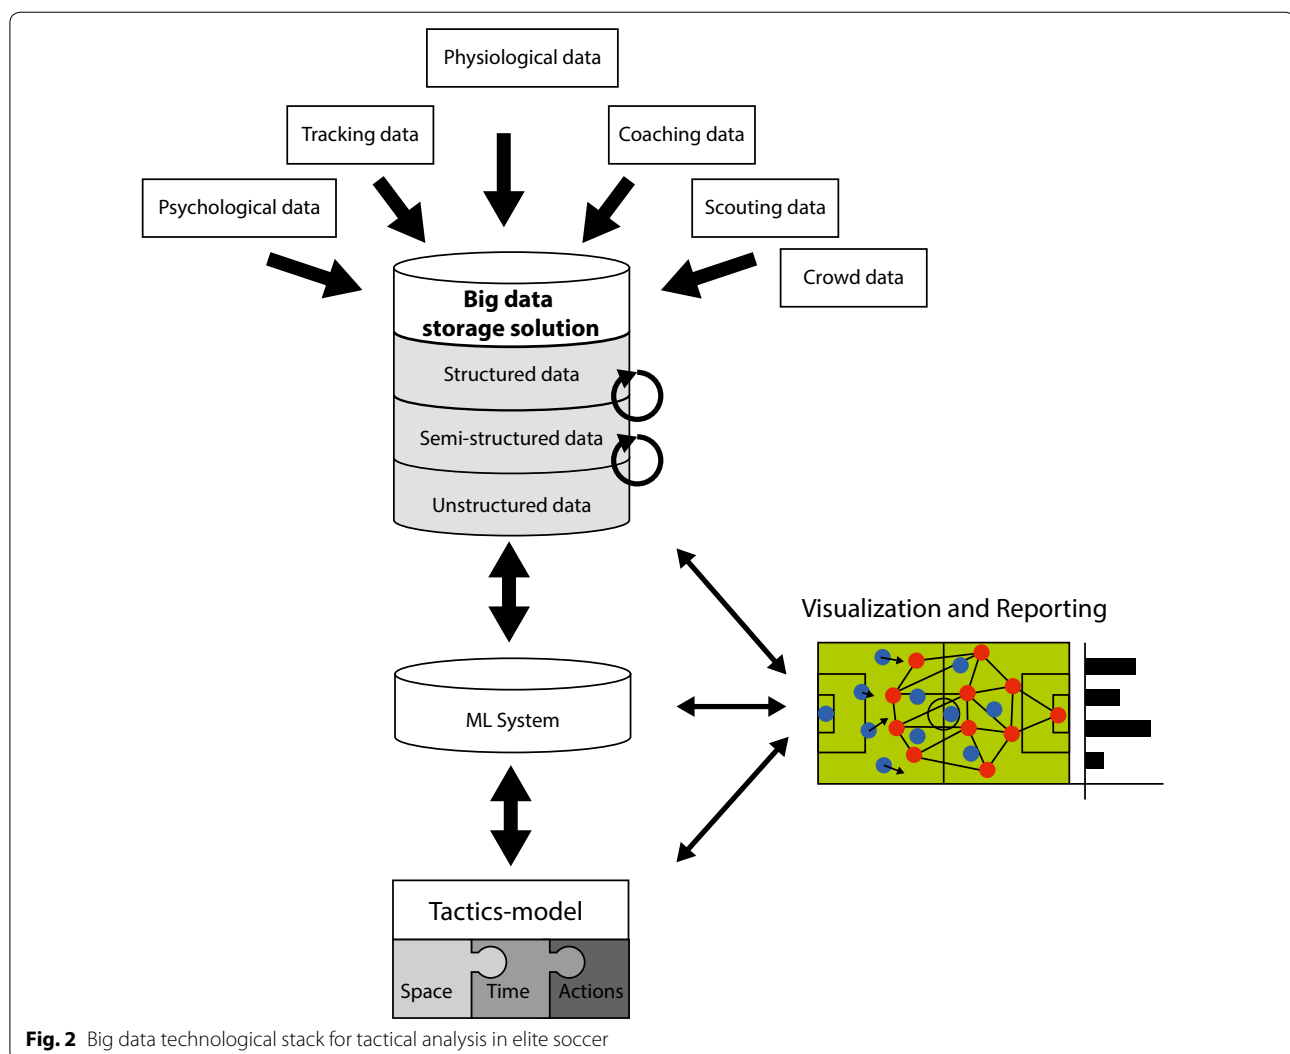 Physiological data
Tracking data
Coaching data
Psychological data
Scouting data
Crowd data
Big data
storage solution
Structured data
Semi-structured data
Unstructured data
Visualization and Reporting
ML System
Tactics-model
Space
Time
Actions
Fig. 2 Big data technological stack for tactical analysis in elite soccer